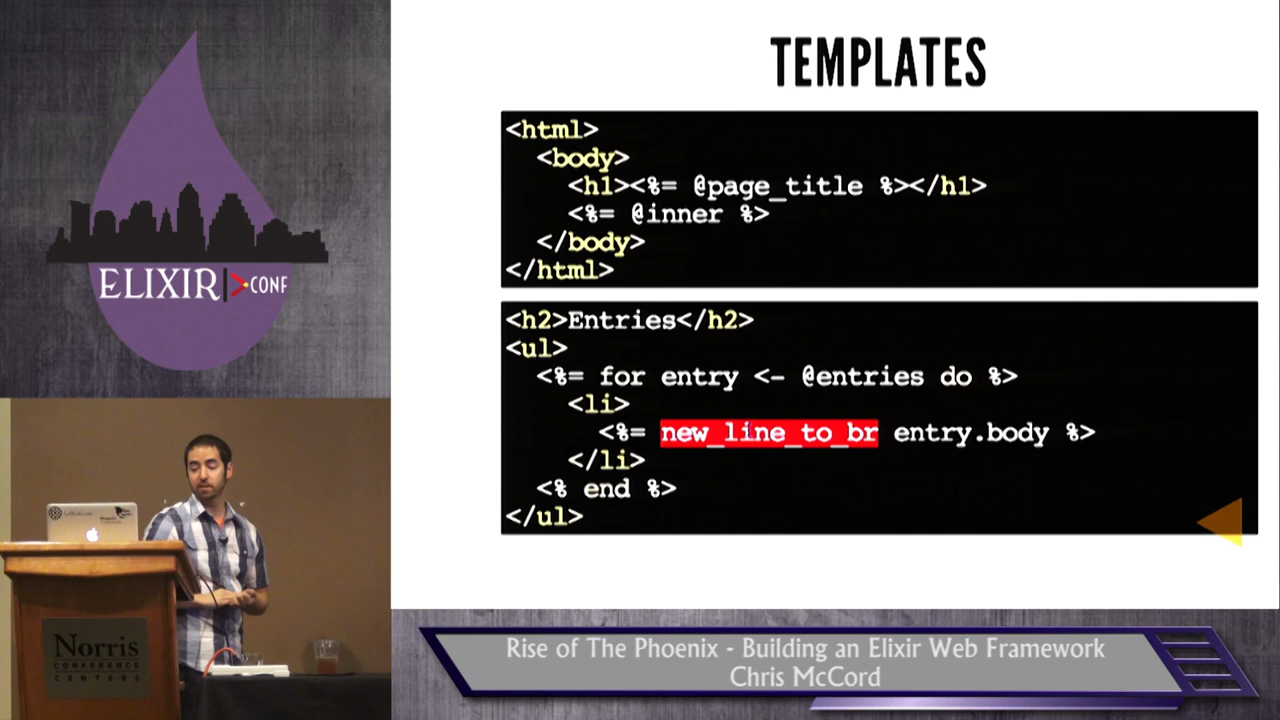 TEMPLATES
<html>
  <body>
    <h1><%= @page_title %></h1>
    <%= @inner %>
  </body>
</html>
<h2>Entries</h2>
<ul>
  <%= for entry <- @entries do %>
    <li>
      <%= new_line_to_br entry.body %>
    </li>
  <% end %>
</ul>
ELIXIR CONF
Norris
CONFERENCE
CENTERS
Rise of The Phoenix - Building an Elixir Web Framework
Chris McCord